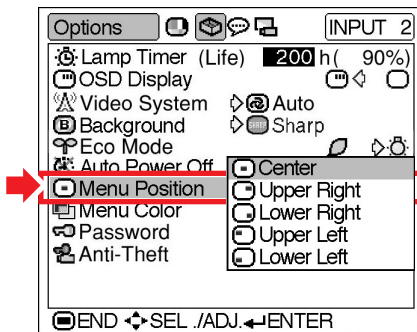 Options INPUT 2
Lamp Timer (Life) 200 h( 90%)
OSD Display
Video System Auto
B Background SHARP Sharp
Eco Mode
Auto Power Off
Menu Position
Menu Color
Password
Anti-Theft
Center
Upper Right
Lower Right
Upper Left
Lower Left
END SEL ./ADJ. ENTER